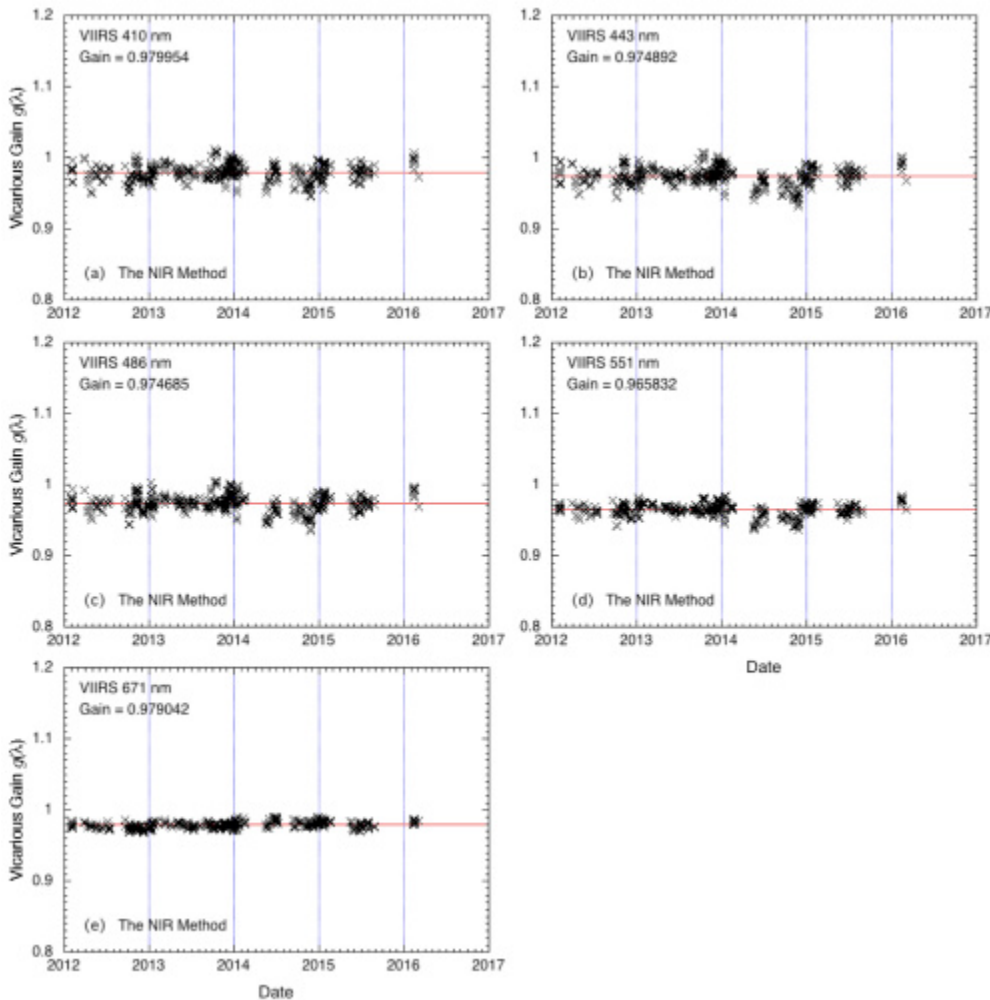 VIIRS 410 nm
Gain = 0.979954
1.2
1.1
1
0.9
0.8
Vicarious Gain g(λ)
(a) The NIR Method
2012 2013 2014 2015 2016 2017
VIIRS 443 nm
Gain = 0.974892
1.2
1.1
1
0.9
0.8
(b) The NIR Method
2012 2013 2014 2015 2016 2017
VIIRS 486 nm
Gain = 0.974685
1.2
1.1
1
0.9
0.8
Vicarious Gain g(λ)
(c) The NIR Method
2012 2013 2014 2015 2016 2017
VIIRS 551 nm
Gain = 0.965832
1.2
1.1
1
0.9
0.8
(d) The NIR Method
2012 2013 2014 2015 2016 2017
Date
VIIRS 671 nm
Gain = 0.979042
1.2
1.1
1
0.9
0.8
Vicarious Gain g(λ)
(e) The NIR Method
2012 2013 2014 2015 2016 2017
Date